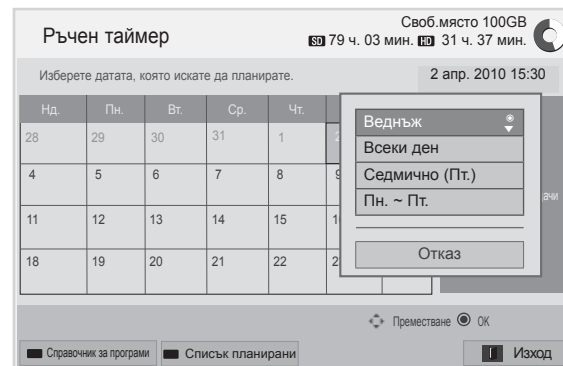 Ръчен таймер
Своб.място 100GB
SD 79 ч. 03 мин. HD 31 ч. 37 мин.
Изберете датата, която искате да планирате.
2 апр. 2010 15:30
Нд. Пн. Вт. Ср. Чт.
28 29 30 31 1 2
4 5 6 7 8 9
11 12 13 14 15
18 19 20 21 22
Веднъж
Всеки ден
Седмично (Пт.)
Пн. ~ Пт.
Отказ
Преместване OK
Справочник за програми
Списък планирани
Изход